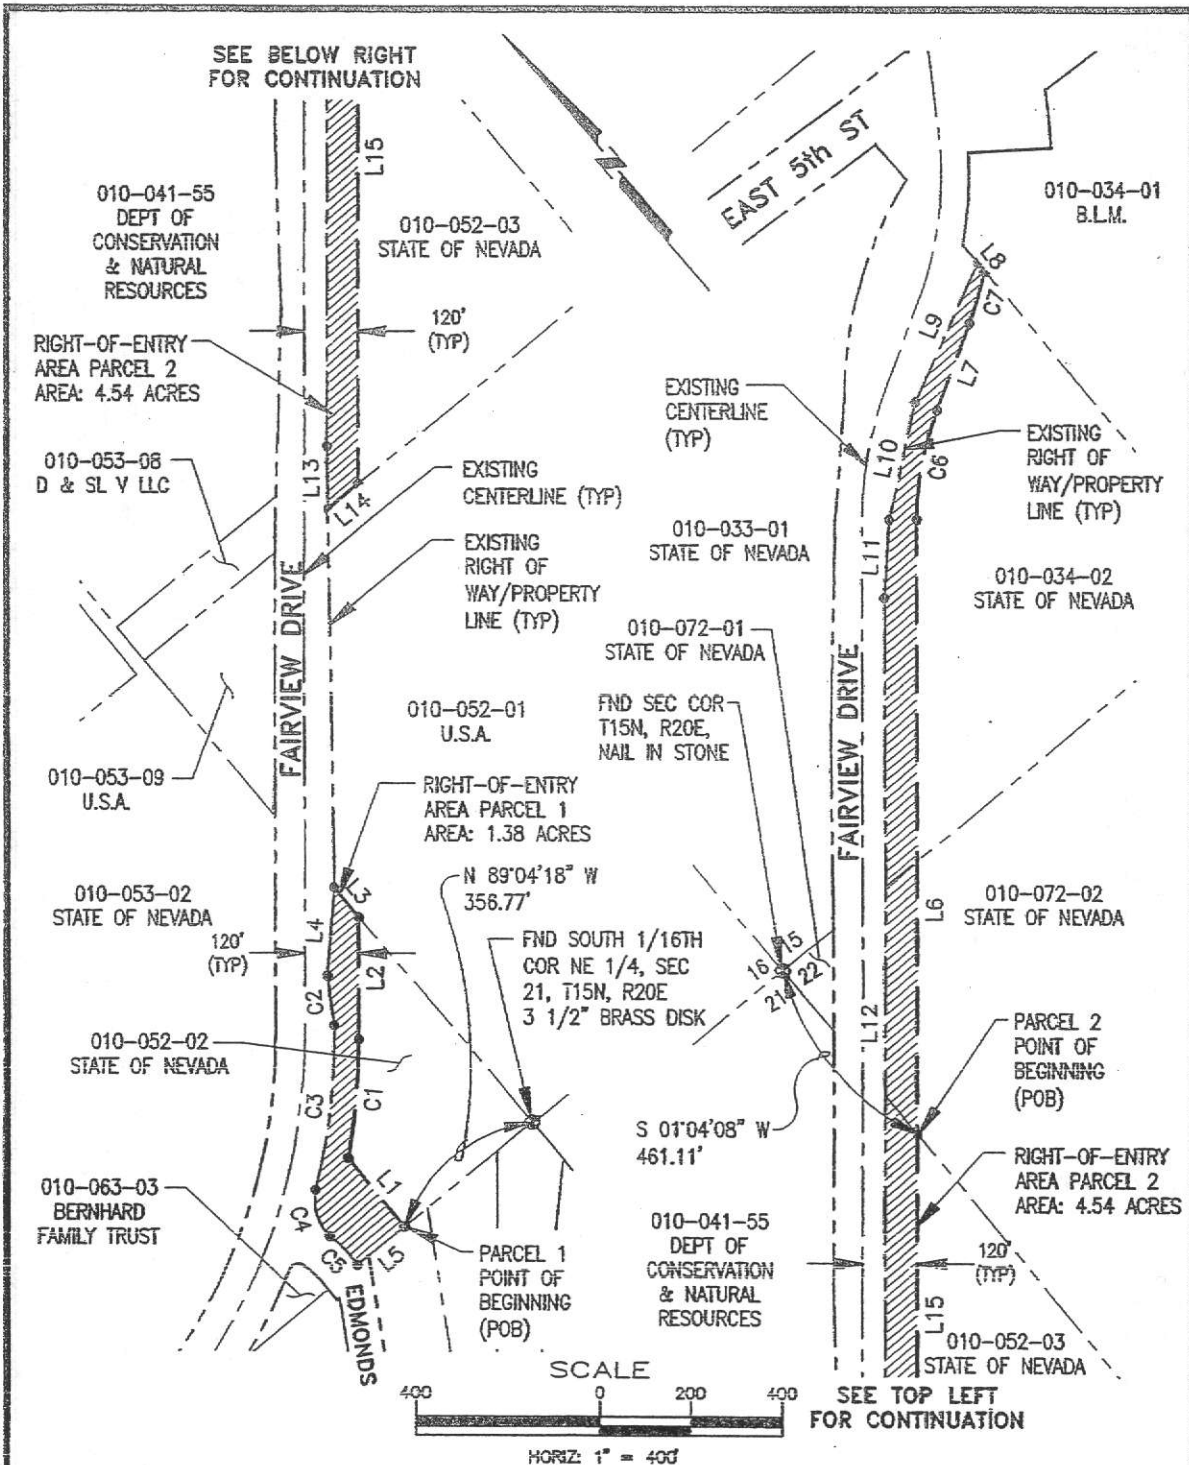 SEE BELOW RIGHT
FOR CONTINUATION
L15
010-041-55
DEPT OF
CONSERVATION
& NATURAL
RESOURCES
010-052-03
STATE OF NEVADA
120'
(TYP)
RIGHT-OF-ENTRY
AREA PARCEL 2
AREA: 4.54 ACRES
010-053-08
D & SL V LLC
L13
L14
EXISTING
CENTERLINE (TYP)
EXISTING
RIGHT OF
WAY/PROPERTY
LINE (TYP)
FAIRVIEW DRIVE
010-052-01
U.S.A.
010-053-09
U.S.A.
RIGHT-OF-ENTRY
AREA PARCEL 1
AREA: 1.38 ACRES
N 89°04'18" W
356.77'
L3
010-053-02
STATE OF NEVADA
L4
120'
(TYP)
L2
FND SOUTH 1/16TH
COR NE 1/4, SEC
21, T15N, R20E
3 1/2" BRASS DISK
C2
010-052-02
STATE OF NEVADA
C3
C1
L1
010-063-03
BERNHARD
FAMILY TRUST
C4
C5
L5
EDMONDS
PARCEL 1
POINT OF
BEGINNING
(POB)
N
EAST 5th ST
010-034-01
B.L.M.
L8
C7
L9
L7
EXISTING
CENTERLINE
(TYP)
L10
C6
EXISTING
RIGHT OF
WAY/PROPERTY
LINE (TYP)
010-033-01
STATE OF NEVADA
L11
010-034-02
STATE OF NEVADA
010-072-01
STATE OF NEVADA
FAIRVIEW DRIVE
FND SEC COR
T15N, R20E,
NAIL IN STONE
L6
010-072-02
STATE OF NEVADA
15
16
22
21
L12
PARCEL 2
POINT OF
BEGINNING
(POB)
S 01°04'08" W
461.11'
RIGHT-OF-ENTRY
AREA PARCEL 2
AREA: 4.54 ACRES
010-041-55
DEPT OF
CONSERVATION
& NATURAL
RESOURCES
120'
(TYP)
L15
010-052-03
STATE OF NEVADA
SEE TOP LEFT
FOR CONTINUATION
SCALE
400 0 200 400
HORIZ: 1" = 400'